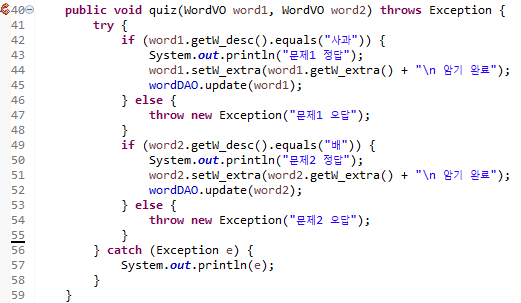 40 public void quiz(WordVO word1, WordVO word2) throws Exception {
41 try {
42 if (word1.getW_desc().equals("사과")) {
43 System.out.println("문제1 정답");
44 word1.setW_extra(word1.getW_extra() + "\n 암기 완료");
45 wordDAO.update(word1);
46 } else {
47 throw new Exception("문제1 오답");
48 }
49 if (word2.getW_desc().equals("배")) {
50 System.out.println("문제2 정답");
51 word2.setW_extra(word2.getW_extra() + "\n 암기 완료");
52 wordDAO.update(word2);
53 } else {
54 throw new Exception("문제2 오답");
55 }
56 } catch (Exception e) {
57 System.out.println(e);
58 }
59 }